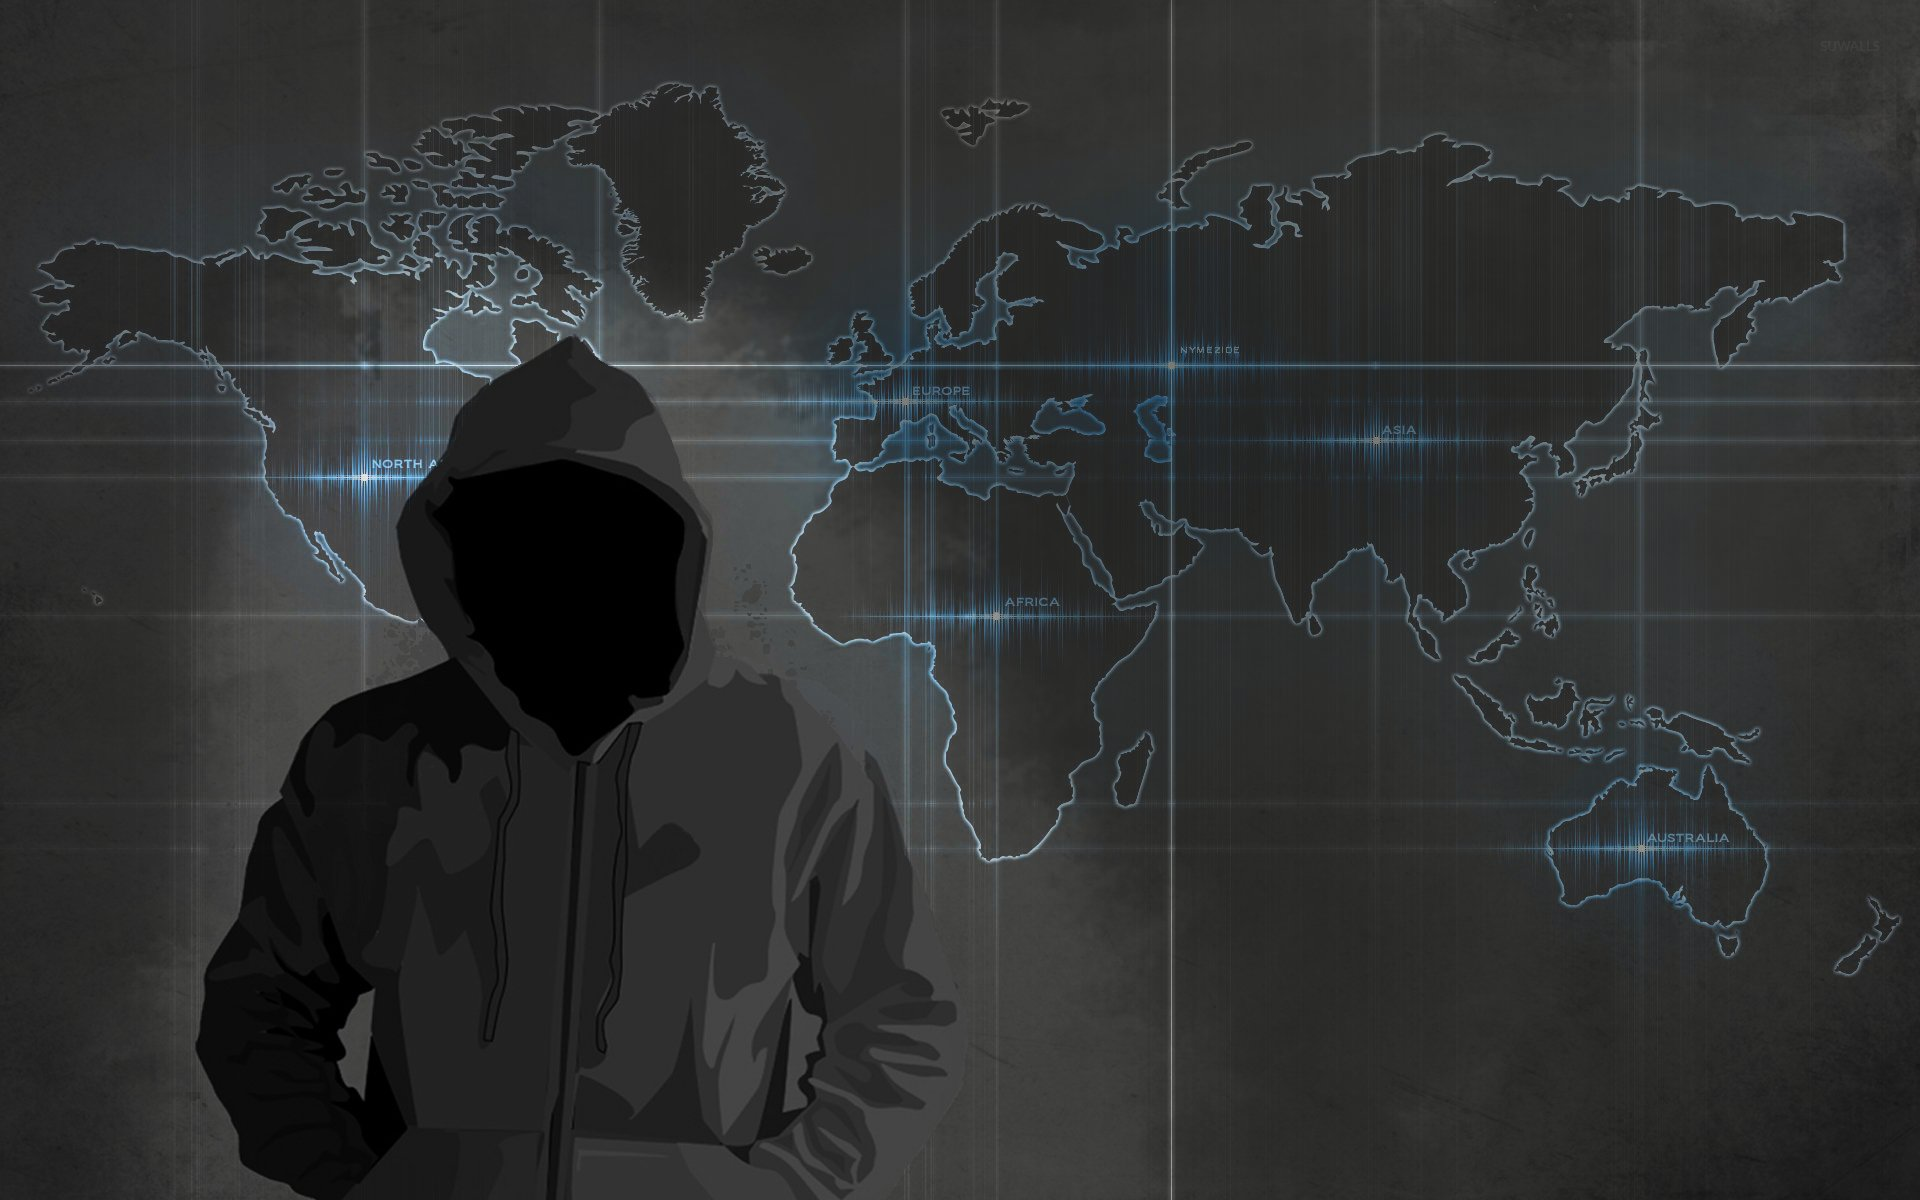 SUWALLS
NYMEZIDE
EUROPE
ASIA
NORTH A
AFRICA
AUSTRALIA